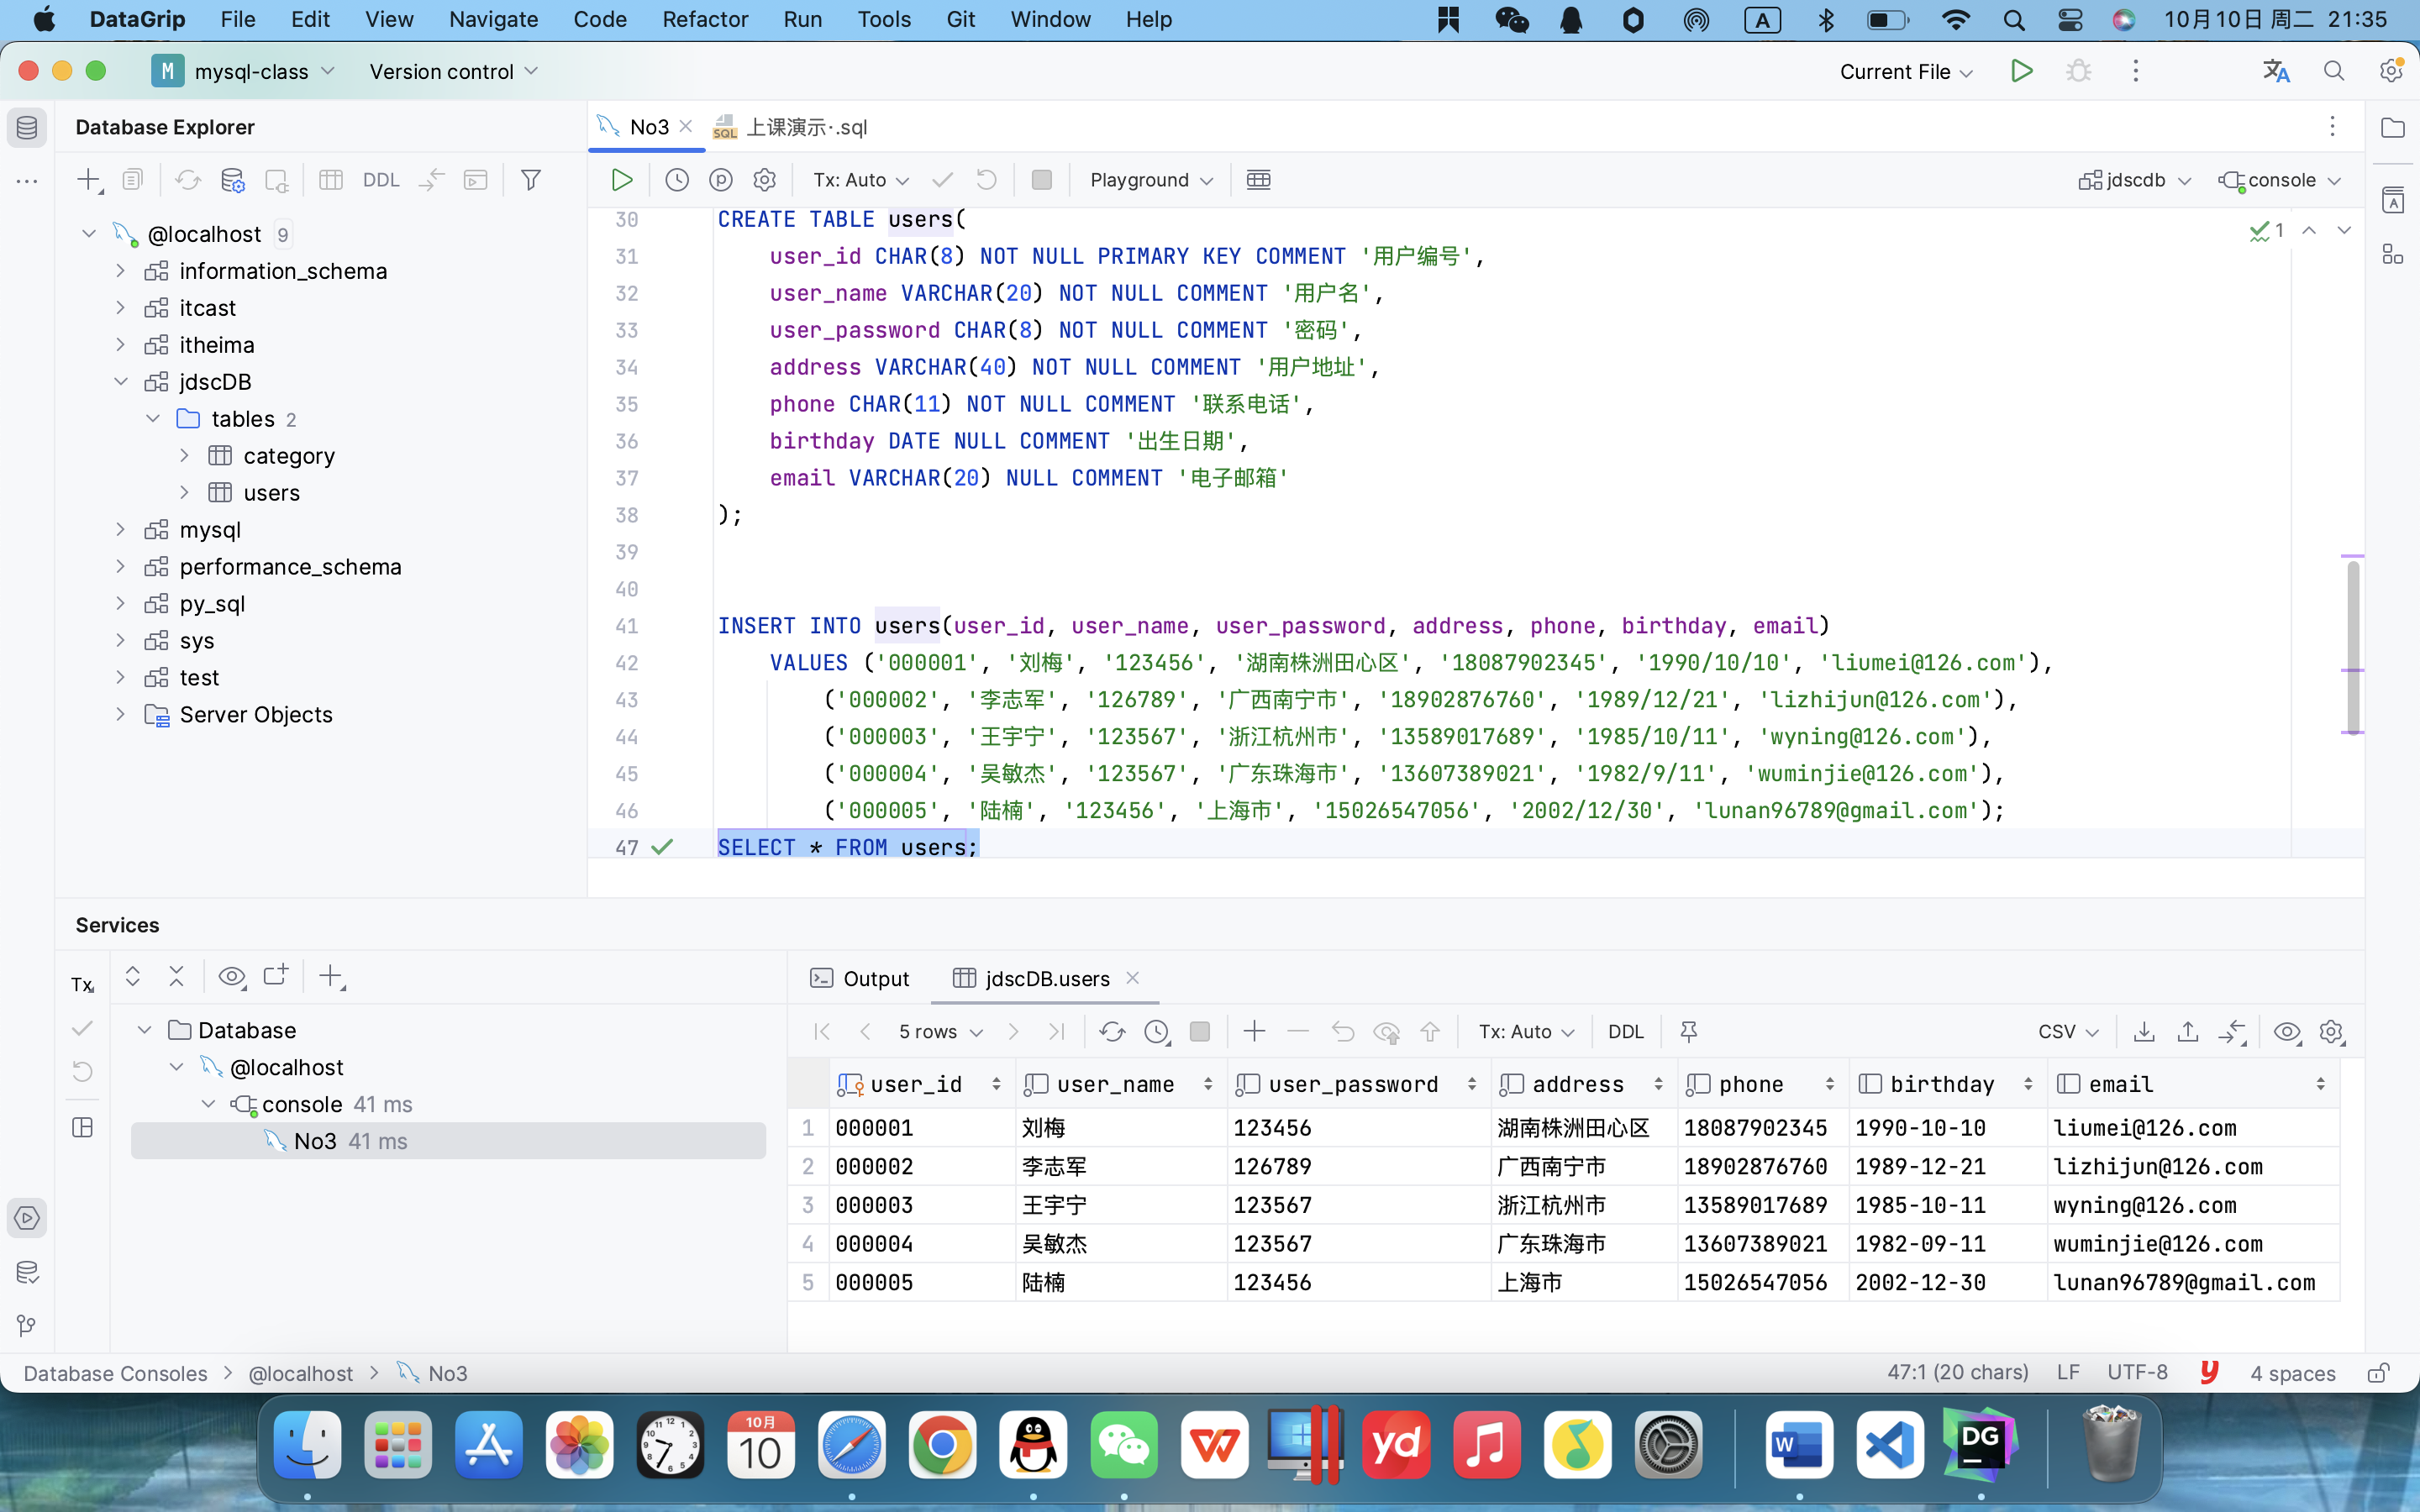 DataGrip File Edit View Navigate Code Refactor Run Tools Git Window Help A 10月10日 周二 21:35
M mysql-class Version control Current File
Database Explorer
No3 上课演示·.sql
DDL
Tx: Auto Playground jdscdb console
@localhost 9
information_schema
itcast
itheima
jdscDB
tables 2
category
users
mysql
performance_schema
py_sql
sys
test
Server Objects
30 CREATE TABLE users(
31 user_id CHAR(8) NOT NULL PRIMARY KEY COMMENT '用户编号',
32 user_name VARCHAR(20) NOT NULL COMMENT '用户名',
33 user_password CHAR(8) NOT NULL COMMENT '密码',
34 address VARCHAR(40) NOT NULL COMMENT '用户地址',
35 phone CHAR(11) NOT NULL COMMENT '联系电话',
36 birthday DATE NULL COMMENT '出生日期',
37 email VARCHAR(20) NULL COMMENT '电子邮箱'
38 );
39
40
41 INSERT INTO users(user_id, user_name, user_password, address, phone, birthday, email)
42 VALUES ('000001', '刘梅', '123456', '湖南株洲田心区', '18087902345', '1990/10/10', 'liumei@126.com'),
43 ('000002', '李志军', '126789', '广西南宁市', '18902876760', '1989/12/21', 'lizhijun@126.com'),
44 ('000003', '王宇宁', '123567', '浙江杭州市', '13589017689', '1985/10/11', 'wyning@126.com'),
45 ('000004', '吴敏杰', '123567', '广东珠海市', '13607389021', '1982/9/11', 'wuminjie@126.com'),
46 ('000005', '陆楠', '123456', '上海市', '15026547056', '2002/12/30', 'lunan96789@gmail.com');
47 SELECT * FROM users;
1
Services
Tx
Database
@localhost
console 41 ms
No3 41 ms
Output jdscDB.users
5 rows Tx: Auto DDL CSV
user_id user_name user_password address phone birthday email
1 000001 刘梅 123456 湖南株洲田心区 18087902345 1990-10-10 liumei@126.com
2 000002 李志军 126789 广西南宁市 18902876760 1989-12-21 lizhijun@126.com
3 000003 王宇宁 123567 浙江杭州市 13589017689 1985-10-11 wyning@126.com
4 000004 吴敏杰 123567 广东珠海市 13607389021 1982-09-11 wuminjie@126.com
5 000005 陆楠 123456 上海市 15026547056 2002-12-30 lunan96789@gmail.com
Database Consoles @localhost No3 47:1 (20 chars) LF UTF-8 y 4 spaces
10月
10
yd
W
DG